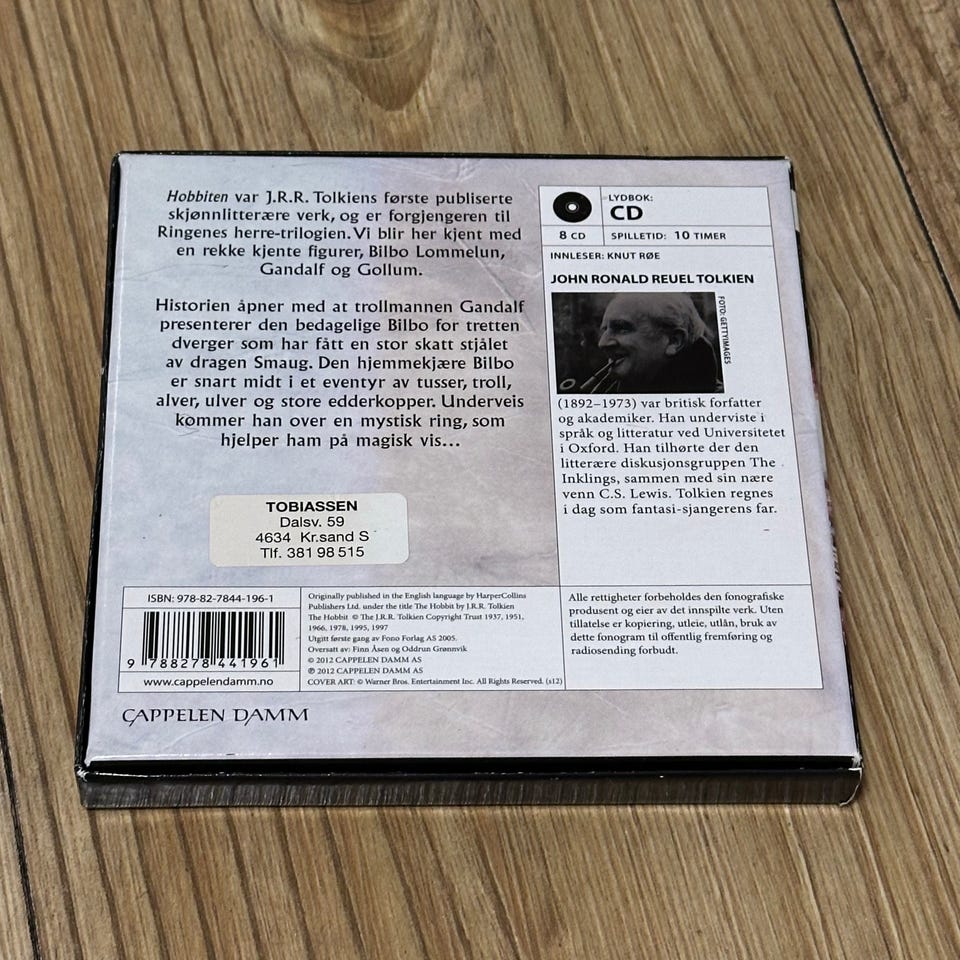 Hobbiten var J.R.R. Tolkiens første publiserte
skjønnlitterære verk, og er forgjengeren til
Ringenes herre-trilogien. Vi blir her kjent med
en rekke kjente figurer, Bilbo Lommelun,
Gandalf og Gollum.
Historien åpner med at trollmannen Gandalf
presenterer den bedagelige Bilbo for tretten
dverger som har fått en stor skatt stjålet
av dragen Smaug. Den hjemmekjære Bilbo
er snart midt i et eventyr av tusser, troll,
alver, ulver og store edderkopper. Underveis
kommer han over en mystisk ring, som
hjelper ham på magisk vis...
TOBIASSEN
Dalsv. 59
4634 Kr.sand S
Tlf. 381 98 515
LYDBOK:
CD
8 CD
SPILLETID: 10 TIMER
INNLESER: KNUT RØE
JOHN RONALD REUEL TOLKIEN
FOTO: GETTYIMAGES
(1892–1973) var britisk forfatter
og akademiker. Han underviste i
språk og litteratur ved Universitetet
i Oxford. Han tilhørte der den
litterære diskusjonsgruppen The
Inklings, sammen med sin nære
venn C.S. Lewis. Tolkien regnes
i dag som fantasi-sjangerens far.
ISBN: 978-82-7844-196-1
9 788278 441961
www.cappelendamm.no
Originally published in the English language by HarperCollins
Publishers Ltd. under the title The Hobbit by J.R.R. Tolkien
The Hobbit © The J.R.R. Tolkien Copyright Trust 1937, 1951,
1966, 1978, 1995, 1997
Utgitt første gang av Fono Forlag AS 2005.
Oversatt av: Finn Åsen og Oddrun Grønnvik
© 2012 CAPPELEN DAMM AS
℗ 2012 CAPPELEN DAMM AS
COVER ART: © Warner Bros. Entertainment Inc. All Rights Reserved. (s12)
Alle rettigheter forbeholdes den fonografiske
produsent og eier av det innspilte verk. Uten
tillatelse er kopiering, utleie, utlån, bruk av
dette fonogram til offentlig fremføring og
radiosending forbudt.
CAPPELEN DAMM